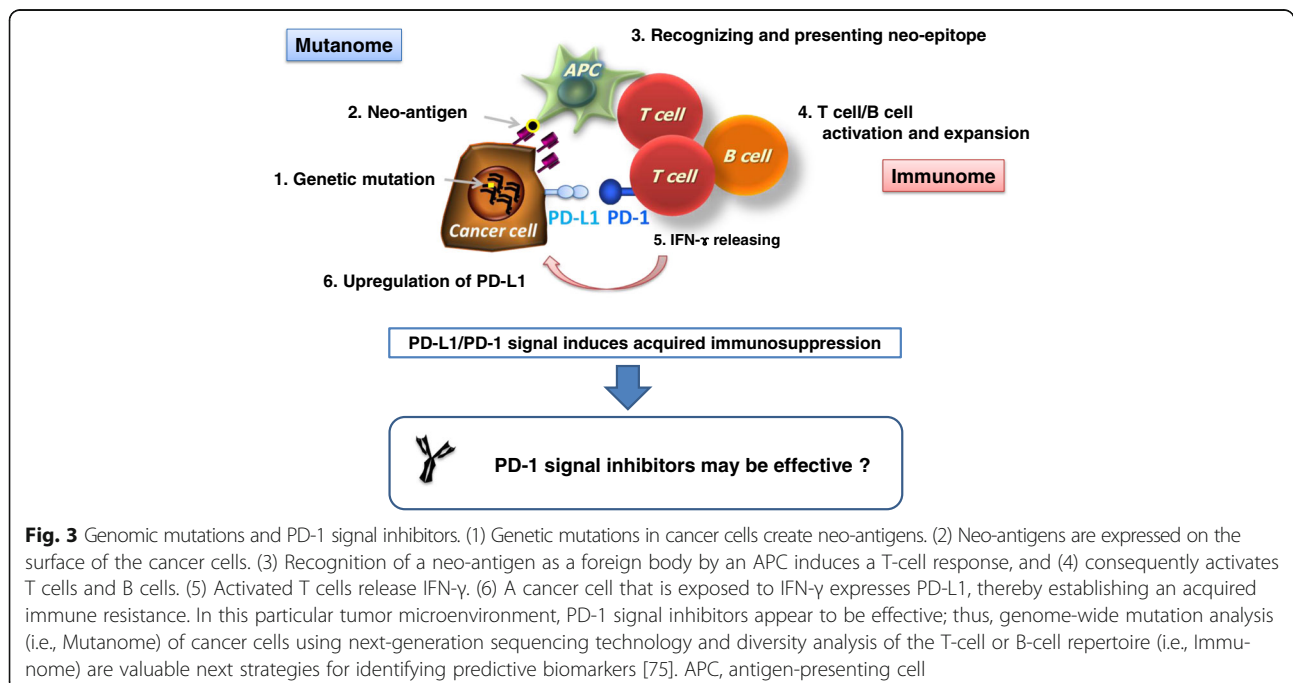 Mutanome
3. Recognizing and presenting neo-epitope
APC
2. Neo-antigen
T cell
4. T cell/B cell
activation and expansion
B cell
1. Genetic mutation
T cell
Immunome
PD-L1 PD-1
Cancer cell
5. IFN-ɤ releasing
6. Upregulation of PD-L1
PD-L1/PD-1 signal induces acquired immunosuppression
PD-1 signal inhibitors may be effective ?
Fig. 3 Genomic mutations and PD-1 signal inhibitors. (1) Genetic mutations in cancer cells create neo-antigens. (2) Neo-antigens are expressed on the
surface of the cancer cells. (3) Recognition of a neo-antigen as a foreign body by an APC induces a T-cell response, and (4) consequently activates
T cells and B cells. (5) Activated T cells release IFN-γ. (6) A cancer cell that is exposed to IFN-γ expresses PD-L1, thereby establishing an acquired
immune resistance. In this particular tumor microenvironment, PD-1 signal inhibitors appear to be effective; thus, genome-wide mutation analysis
(i.e., Mutanome) of cancer cells using next-generation sequencing technology and diversity analysis of the T-cell or B-cell repertoire (i.e., Immu-
nome) are valuable next strategies for identifying predictive biomarkers [75]. APC, antigen-presenting cell